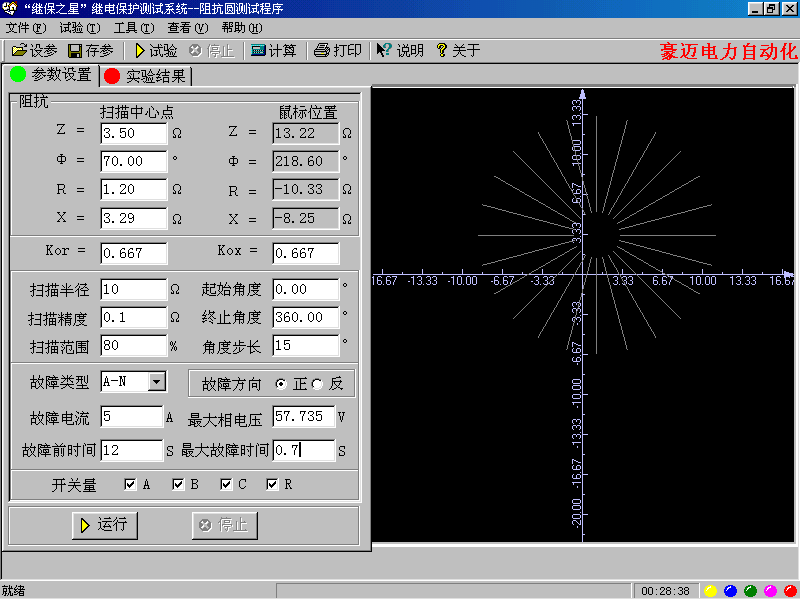 “继保之星”继电保护测试系统--阻抗圆测试程序
文件(F) 试验(T) 工具(T) 查看(V) 帮助(H)
设参 存参 试验 停止 计算 打印 说明 关于 豪迈电力自动化
参数设置 实验结果
阻抗
扫描中心点 鼠标位置
Z = 3.50 Ω Z = 13.22 Ω
Φ = 70.00 ° Φ = 218.60 °
R = 1.20 Ω R = -10.33 Ω
X = 3.29 Ω X = -8.25 Ω
Kor = 0.667 Kox = 0.667
扫描半径 10 Ω 起始角度 0.00 °
扫描精度 0.1 Ω 终止角度 360.00 °
扫描范围 80 % 角度步长 15 °
故障类型 A-N 故障方向 正 反
故障电流 5 A 最大相电压 57.735 V
故障前时间 12 S 最大故障时间 0.7 S
开关量 A B C R
运行 停止
13.33
10.00
6.67
3.33
16.67 -13.33 -10.00 -6.67 -3.33 3.33 6.67 10.00 13.33 16.67
-3.33
-6.67
-10.00
-13.33
-16.67
-20.00
就绪 00:28:38